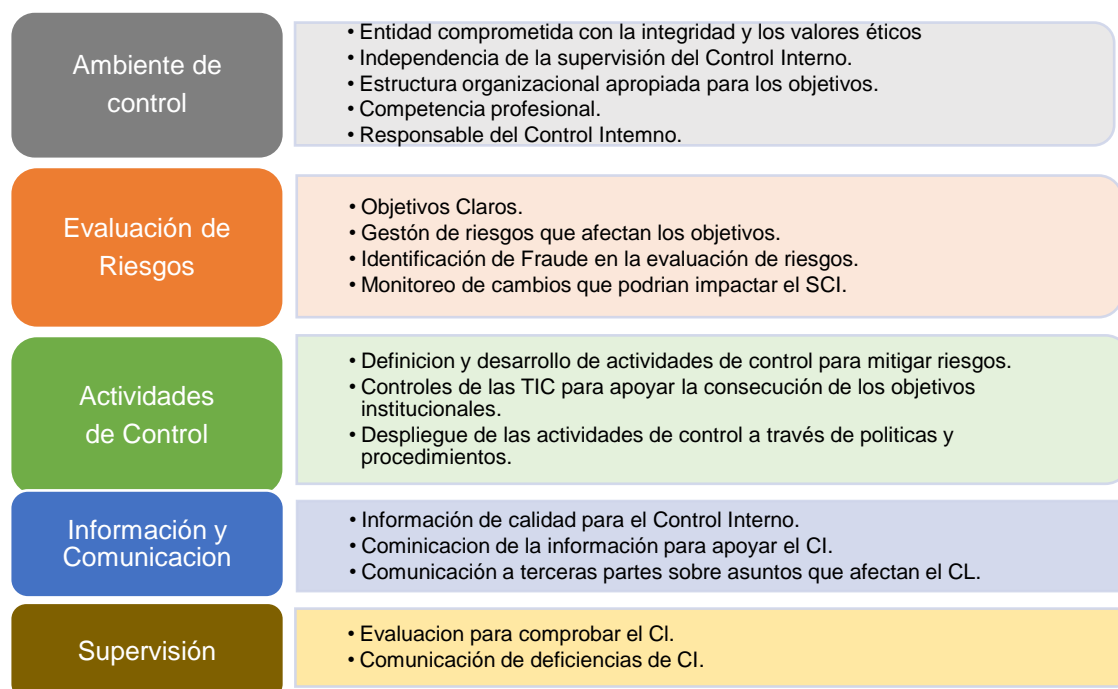 Ambiente de
control
• Entidad comprometida con la integridad y los valores éticos
• Independencia de la supervisión del Control Interno.
• Estructura organizacional apropiada para los objetivos.
• Competencia profesional.
• Responsable del Control Intemno.
Evaluación de
Riesgos
• Objetivos Claros.
• Gestón de riesgos que afectan los objetivos.
• Identificación de Fraude en la evaluación de riesgos.
• Monitoreo de cambios que podrian impactar el SCI.
Actividades
de Control
• Definicion y desarrollo de actividades de control para mitigar riesgos.
• Controles de las TIC para apoyar la consecución de los objetivos
institucionales.
• Despliegue de las actividades de control a través de politicas y
procedimientos.
Información y
Comunicacion
• Información de calidad para el Control Interno.
• Cominicacion de la información para apoyar el CI.
• Comunicación a terceras partes sobre asuntos que afectan el CL.
Supervisión
• Evaluacion para comprobar el CI.
• Comunicación de deficiencias de CI.